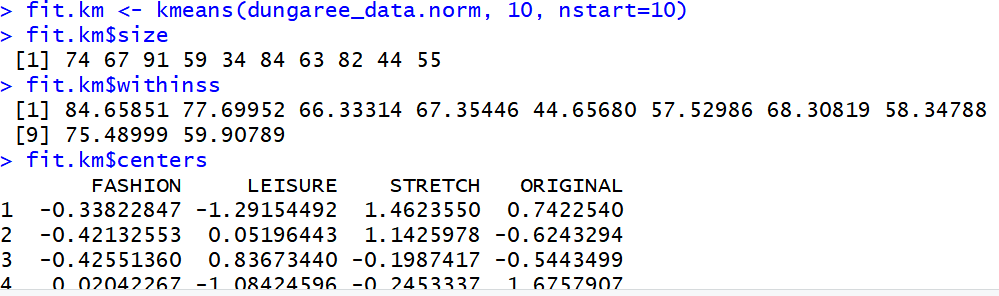 > fit.km <- kmeans(dungaree_data.norm, 10, nstart=10)
> fit.km$size
[1] 74 67 91 59 34 84 63 82 44 55
> fit.km$withinss
[1] 84.65851 77.69952 66.33314 67.35446 44.65680 57.52986 68.30819 58.34788
[9] 75.48999 59.90789
> fit.km$centers
FASHION LEISURE STRETCH ORIGINAL
1 -0.33822847 -1.29154492 1.4623550 0.7422540
2 -0.42132553 0.05196443 1.1425978 -0.6243294
3 -0.42551360 0.83673440 -0.1987417 -0.5443499
4 0.02042267 -1.08424596 -0.2453337 1.6757907